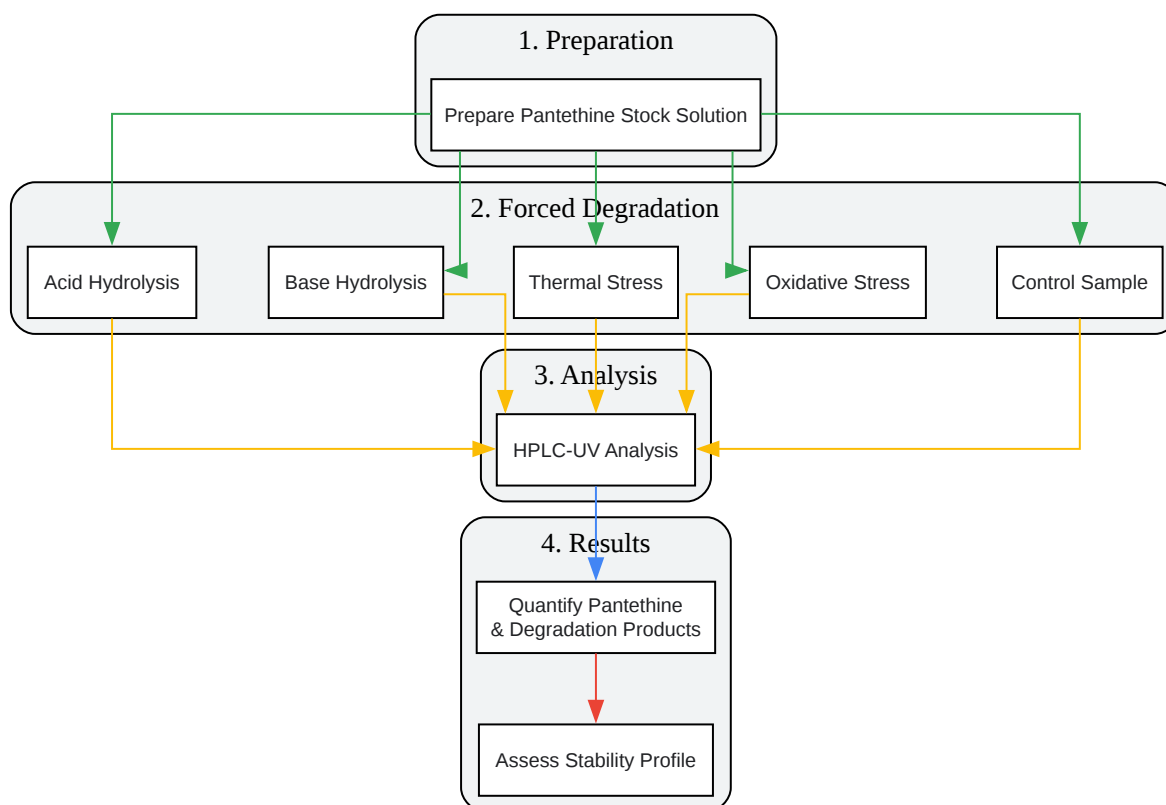 1. Preparation
Prepare Pantethine Stock Solution
2. Forced Degradation
Acid Hydrolysis
Base Hydrolysis
Thermal Stress
Oxidative Stress
Control Sample
3. Analysis
HPLC-UV Analysis
4. Results
Quantify Pantethine
& Degradation Products
Assess Stability Profile